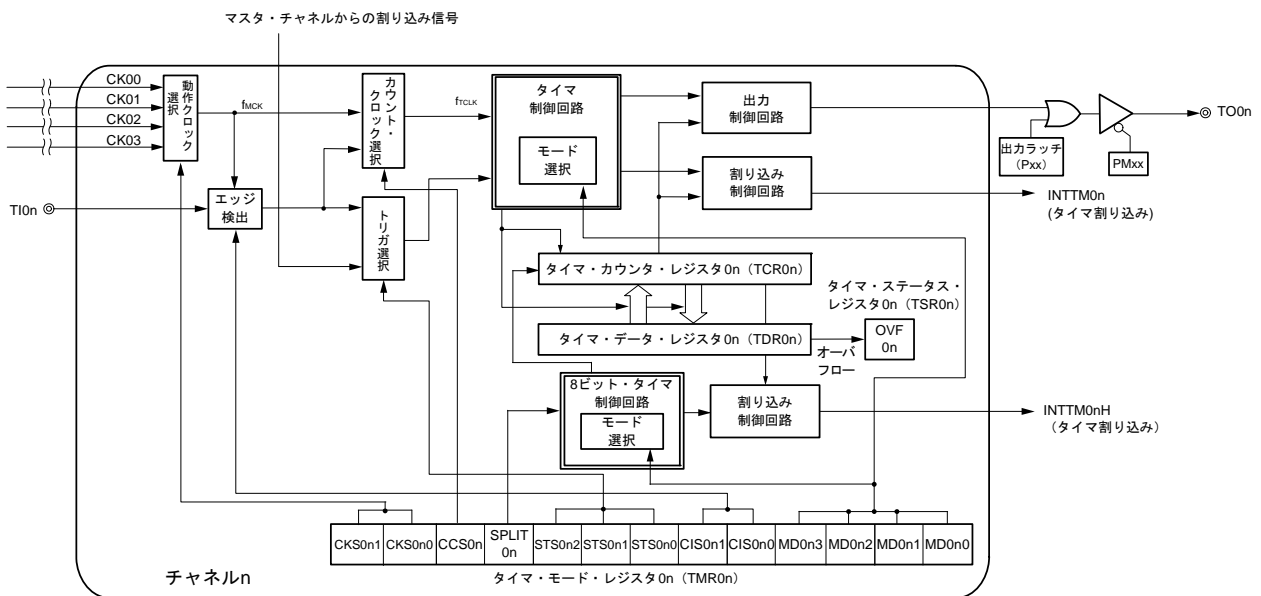 マスタ・チャネルからの割り込み信号
CK00
CK01
CK02
CK03
動作クロック
選択
fMCK
カウント・
クロック選択
fTCLK
タイマ
制御回路
モード
選択
出力
制御回路
出力ラッチ
(Pxx)
PMxx
TO0n
割り込み
制御回路
INTTM0n
(タイマ割り込み)
TI0n
エッジ
検出
トリガ選択
タイマ・カウンタ・レジスタ0n(TCR0n)
タイマ・ステータス・
レジスタ0n(TSR0n)
タイマ・データ・レジスタ0n(TDR0n)
オーバ
フロー
OVF
0n
8ビット・タイマ
制御回路
モード
選択
割り込み
制御回路
INTTM0nH
(タイマ割り込み)
CKS0n1 CKS0n0 CCS0n SPLIT 0n STS0n2 STS0n1 STS0n0 CIS0n1 CIS0n0 MD0n3 MD0n2 MD0n1 MD0n0
チャネルn
タイマ・モード・レジスタ0n(TMR0n)